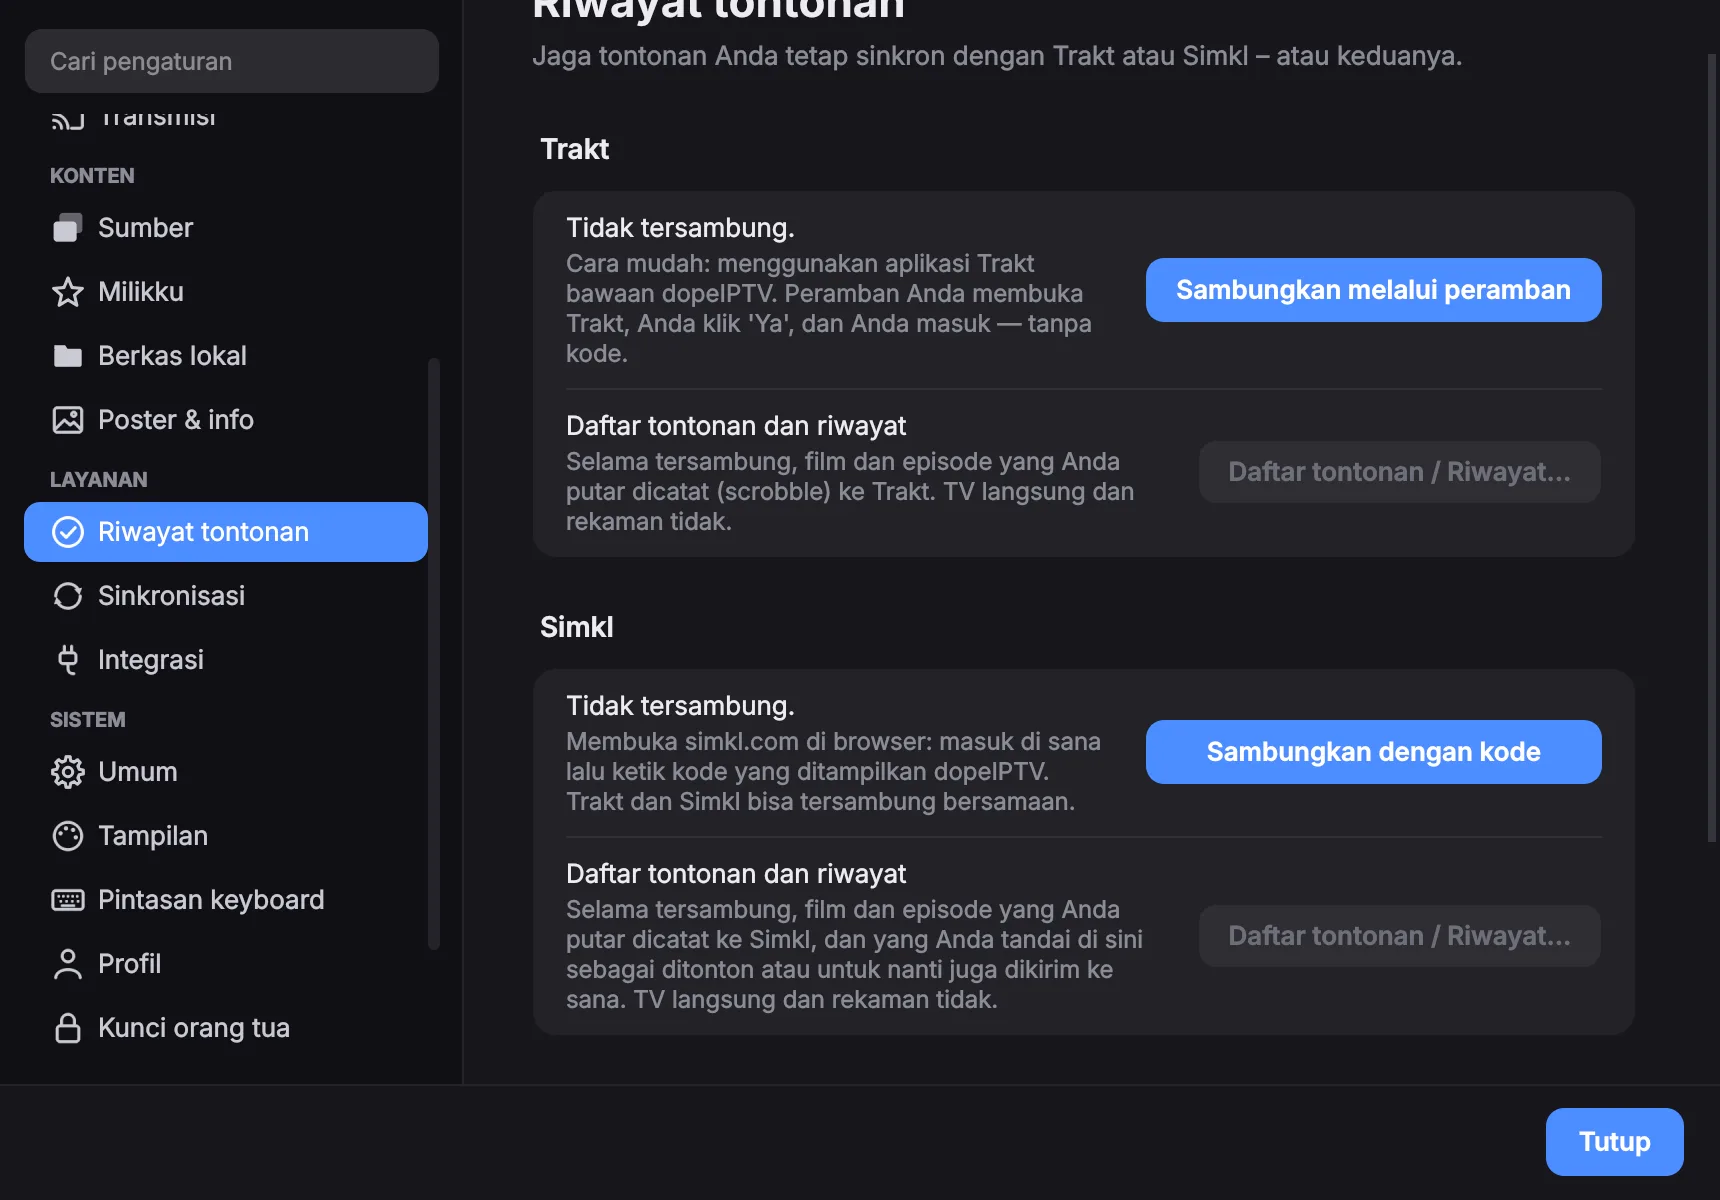 Cari pengaturan
Transmisi
KONTEN
Sumber
Milikku
Berkas lokal
Poster & info
LAYANAN
Riwayat tontonan
Sinkronisasi
Integrasi
SISTEM
Umum
Tampilan
Pintasan keyboard
Profil
Kunci orang tua
Riwayat tontonan
Jaga tontonan Anda tetap sinkron dengan Trakt atau Simkl – atau keduanya.
Trakt
Tidak tersambung.
Cara mudah: menggunakan aplikasi Trakt
bawaan dopeIPTV. Peramban Anda membuka
Trakt, Anda klik 'Ya', dan Anda masuk — tanpa
kode.
Sambungkan melalui peramban
Daftar tontonan dan riwayat
Selama tersambung, film dan episode yang Anda
putar dicatat (scrobble) ke Trakt. TV langsung dan
rekaman tidak.
Daftar tontonan / Riwayat...
Simkl
Tidak tersambung.
Membuka simkl.com di browser: masuk di sana
lalu ketik kode yang ditampilkan dopeIPTV.
Trakt dan Simkl bisa tersambung bersamaan.
Sambungkan dengan kode
Daftar tontonan dan riwayat
Selama tersambung, film dan episode yang Anda
putar dicatat ke Simkl, dan yang Anda tandai di sini
sebagai ditonton atau untuk nanti juga dikirim ke
sana. TV langsung dan rekaman tidak.
Daftar tontonan / Riwayat...
Tutup